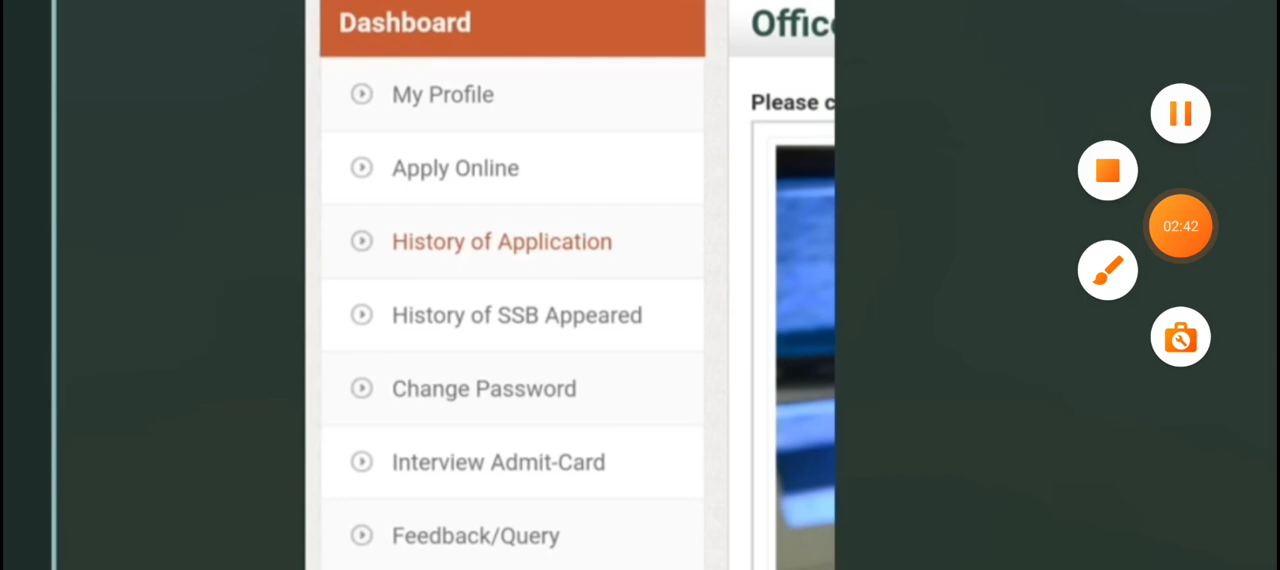 Dashboard
My Profile
Apply Online
History of Application
History of SSB Appeared
Change Password
Interview Admit-Card
Feedback/Query
Please
02:42